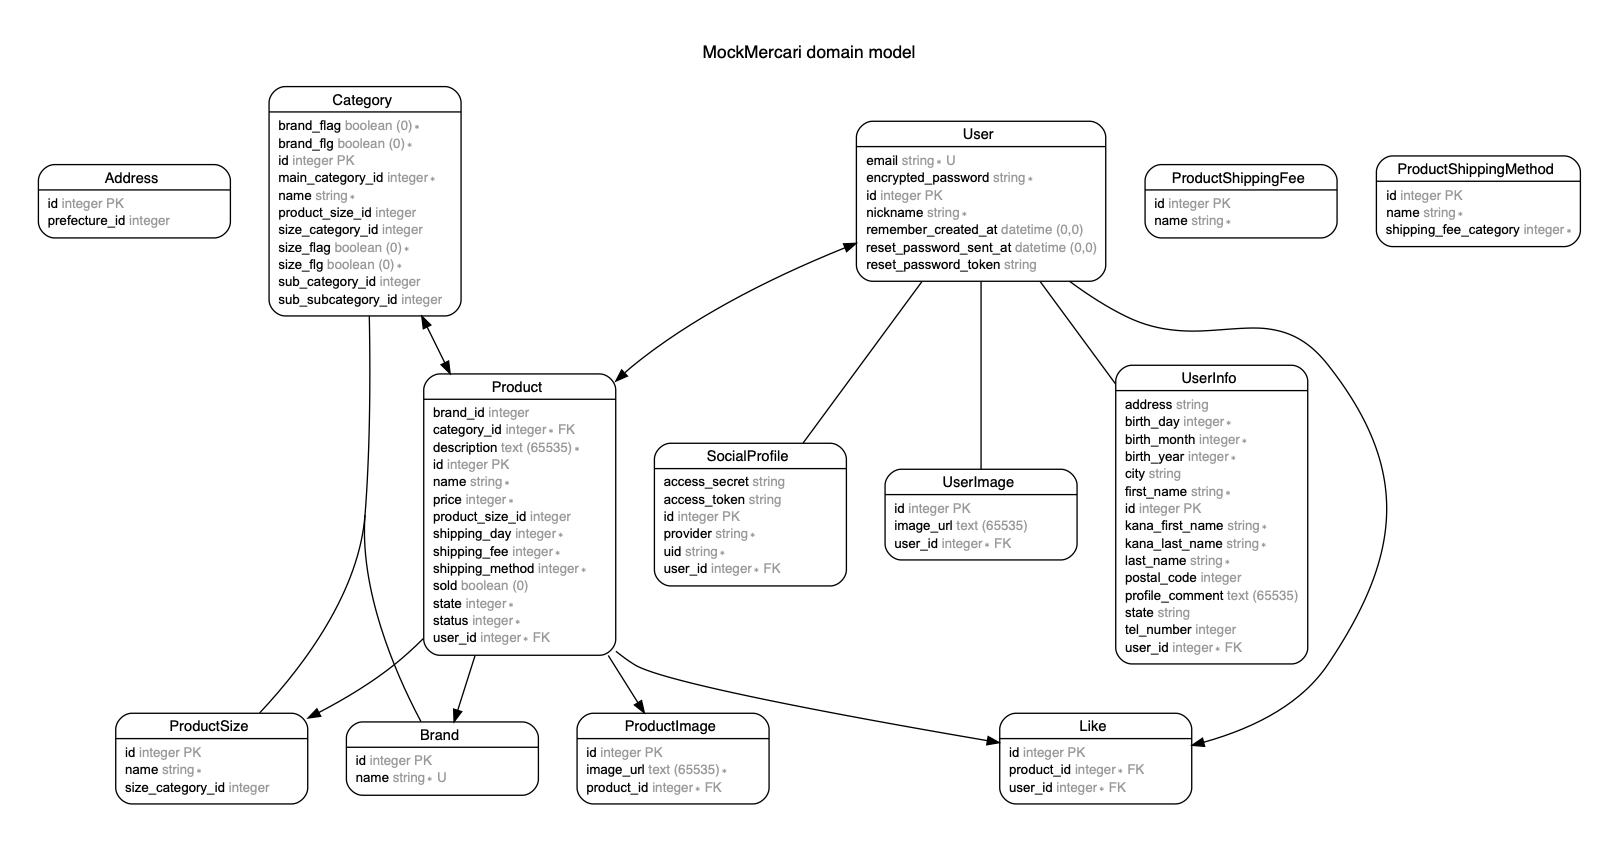 MockMercari domain model
Category
brand_flag boolean (0) ∗
brand_flg boolean (0) ∗
id integer PK
main_category_id integer ∗
name string ∗
product_size_id integer
size_category_id integer
size_flag boolean (0) ∗
size_flg boolean (0) ∗
sub_category_id integer
sub_subcategory_id integer
Address
id integer PK
prefecture_id integer
User
email string ∗ U
encrypted_password string ∗
id integer PK
nickname string ∗
remember_created_at datetime (0,0)
reset_password_sent_at datetime (0,0)
reset_password_token string
ProductShippingFee
id integer PK
name string ∗
ProductShippingMethod
id integer PK
name string ∗
shipping_fee_category integer ∗
Product
brand_id integer
category_id integer ∗ FK
description text (65535) ∗
id integer PK
name string ∗
price integer ∗
product_size_id integer
shipping_day integer ∗
shipping_fee integer ∗
shipping_method integer ∗
sold boolean (0)
state integer ∗
status integer ∗
user_id integer ∗ FK
SocialProfile
access_secret string
access_token string
id integer PK
provider string ∗
uid string ∗
user_id integer ∗ FK
UserImage
id integer PK
image_url text (65535)
user_id integer ∗ FK
UserInfo
address string
birth_day integer ∗
birth_month integer ∗
birth_year integer ∗
city string
first_name string ∗
id integer PK
kana_first_name string ∗
kana_last_name string ∗
last_name string ∗
postal_code integer
profile_comment text (65535)
state string
tel_number integer
user_id integer ∗ FK
ProductSize
id integer PK
name string ∗
size_category_id integer
Brand
id integer PK
name string ∗ U
ProductImage
id integer PK
image_url text (65535) ∗
product_id integer ∗ FK
Like
id integer PK
product_id integer ∗ FK
user_id integer ∗ FK